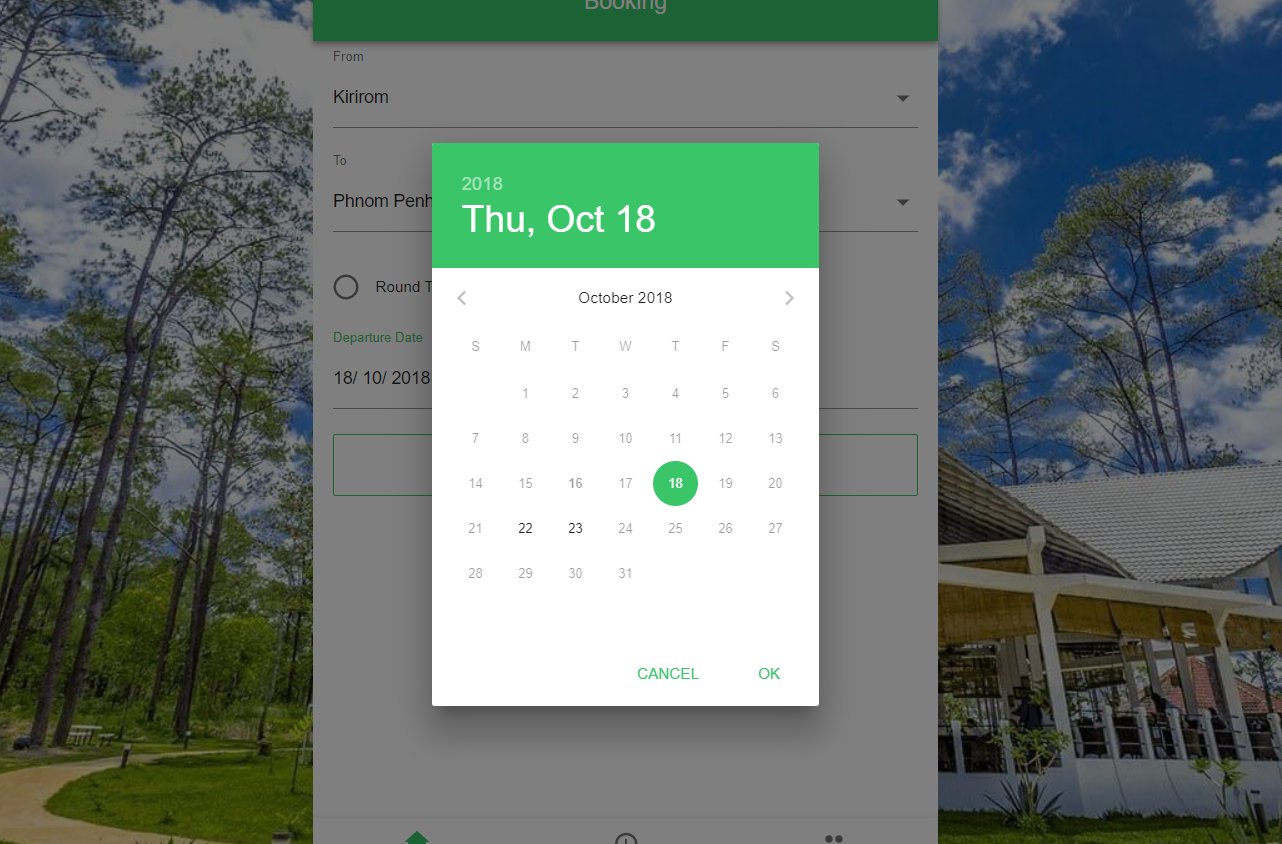 Booking
From
Kirirom
To
Phnom Penh
Round T
Departure Date
18/ 10/ 2018
2018
Thu, Oct 18
October 2018
S M T W T F S
1 2 3 4 5 6
7 8 9 10 11 12 13
14 15 16 17 18 19 20
21 22 23 24 25 26 27
28 29 30 31
CANCEL OK